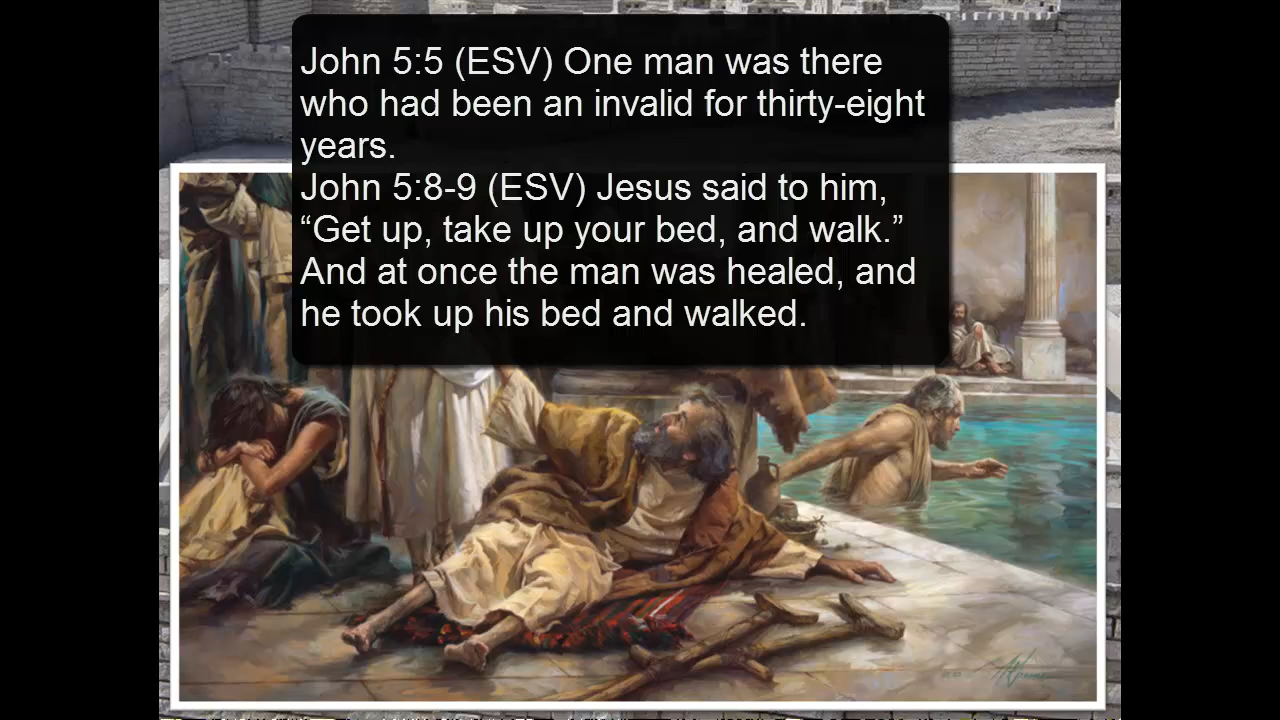 John 5:5 (ESV) One man was there
who had been an invalid for thirty-eight
years.
John 5:8-9 (ESV) Jesus said to him,
“Get up, take up your bed, and walk.”
And at once the man was healed, and
he took up his bed and walked.